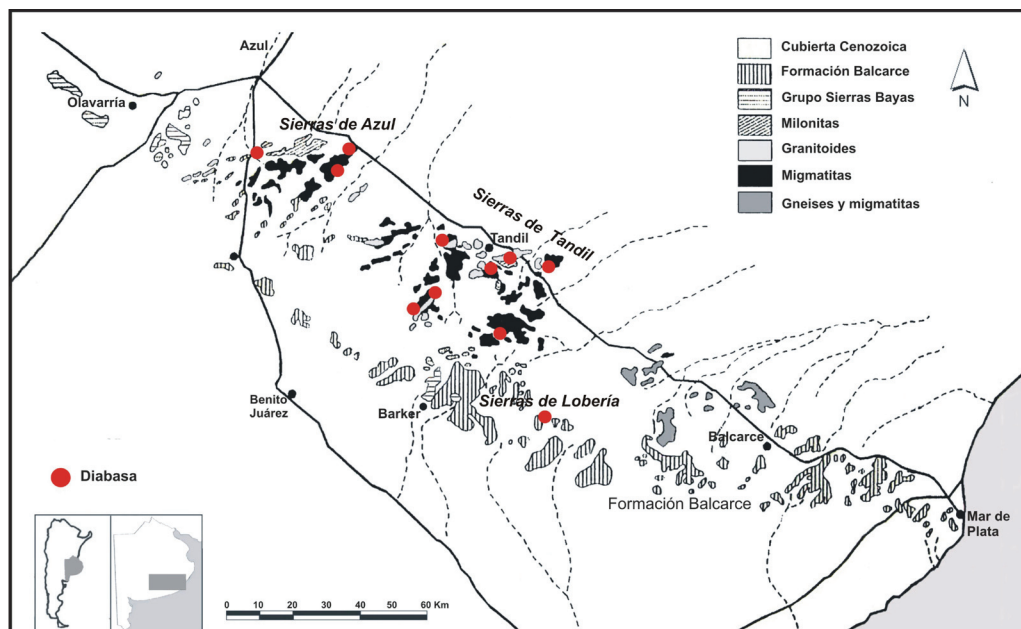 Azul
Olavarría
Sierras de Azul
Sierras de Tandil
Tandil
Benito
Juárez
Barker
Sierras de Lobería
Balcarce
Formación Balcarce
Mar de
Plata
Cubierta Cenozoica
Formación Balcarce
Grupo Sierras Bayas
Milonitas
Granitoides
Migmatitas
Gneises y migmatitas
N
Diabasa
0 10 20 30 40 50 60 Km